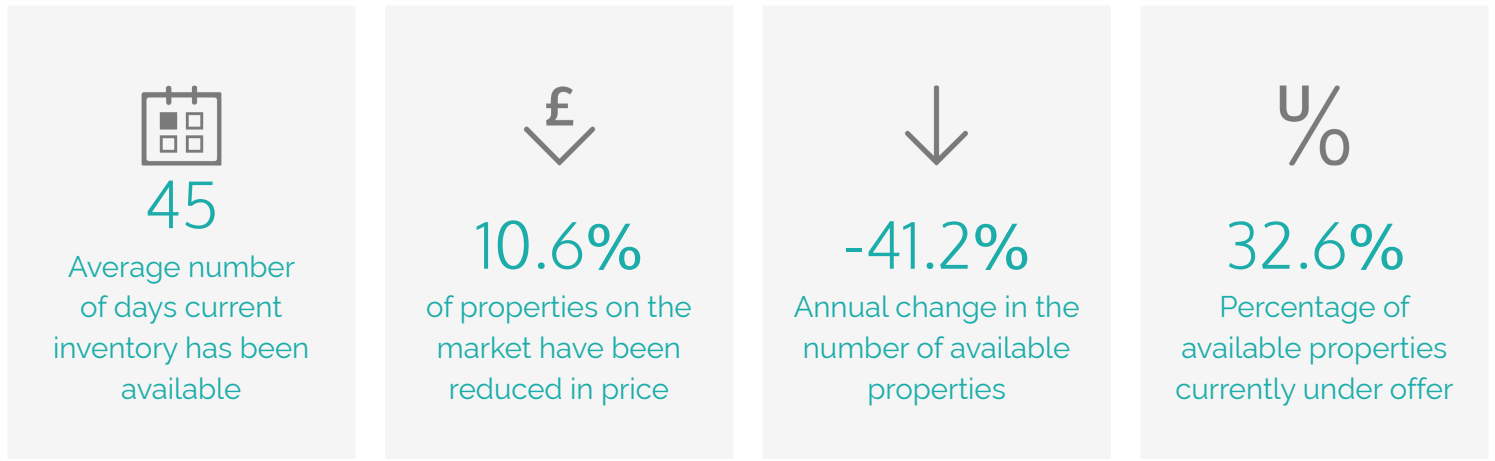 45
Average number
of days current
inventory has been
available
£
10.6%
of properties on the
market have been
reduced in price
-41.2%
Annual change in the
number of available
properties
U%
32.6%
Percentage of
available properties
currently under offer